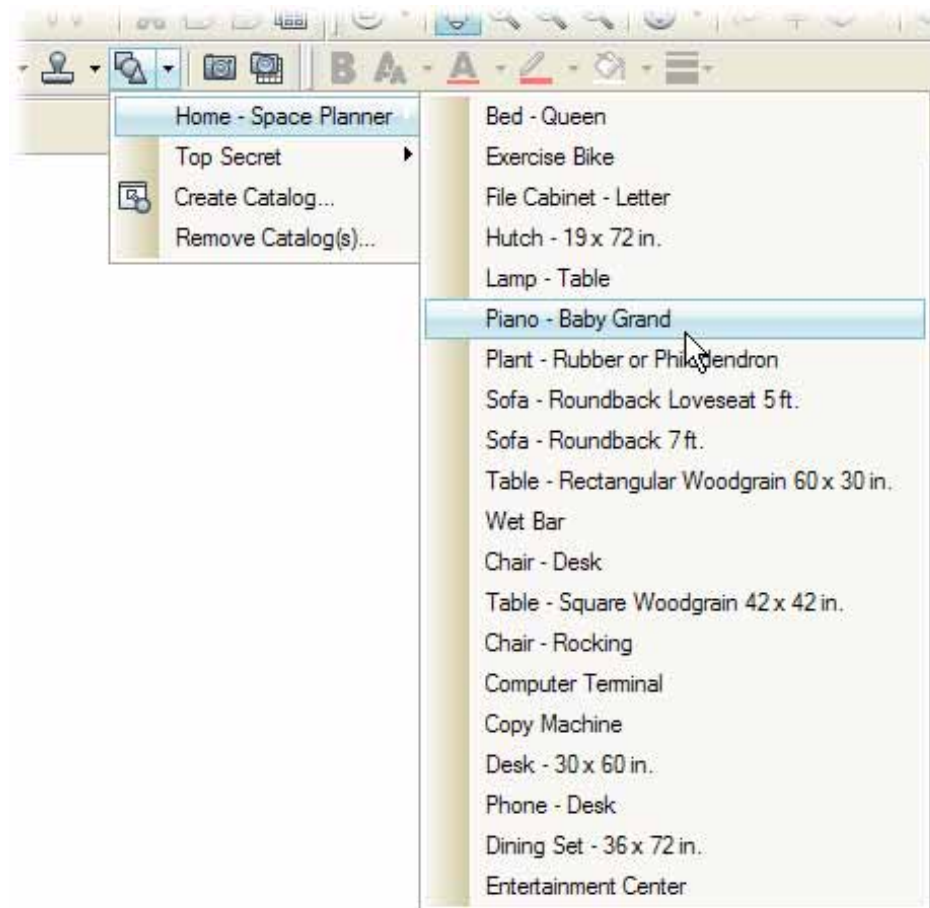 B A A
Home - Space Planner
Top Secret
Create Catalog...
Remove Catalog(s)...
Bed - Queen
Exercise Bike
File Cabinet - Letter
Hutch - 19 x 72 in.
Lamp - Table
Piano - Baby Grand
Plant - Rubber or Philodendron
Sofa - Roundback Loveseat 5 ft.
Sofa - Roundback 7 ft.
Table - Rectangular Woodgrain 60 x 30 in.
Wet Bar
Chair - Desk
Table - Square Woodgrain 42 x 42 in.
Chair - Rocking
Computer Terminal
Copy Machine
Desk - 30 x 60 in.
Phone - Desk
Dining Set - 36 x 72 in.
Entertainment Center